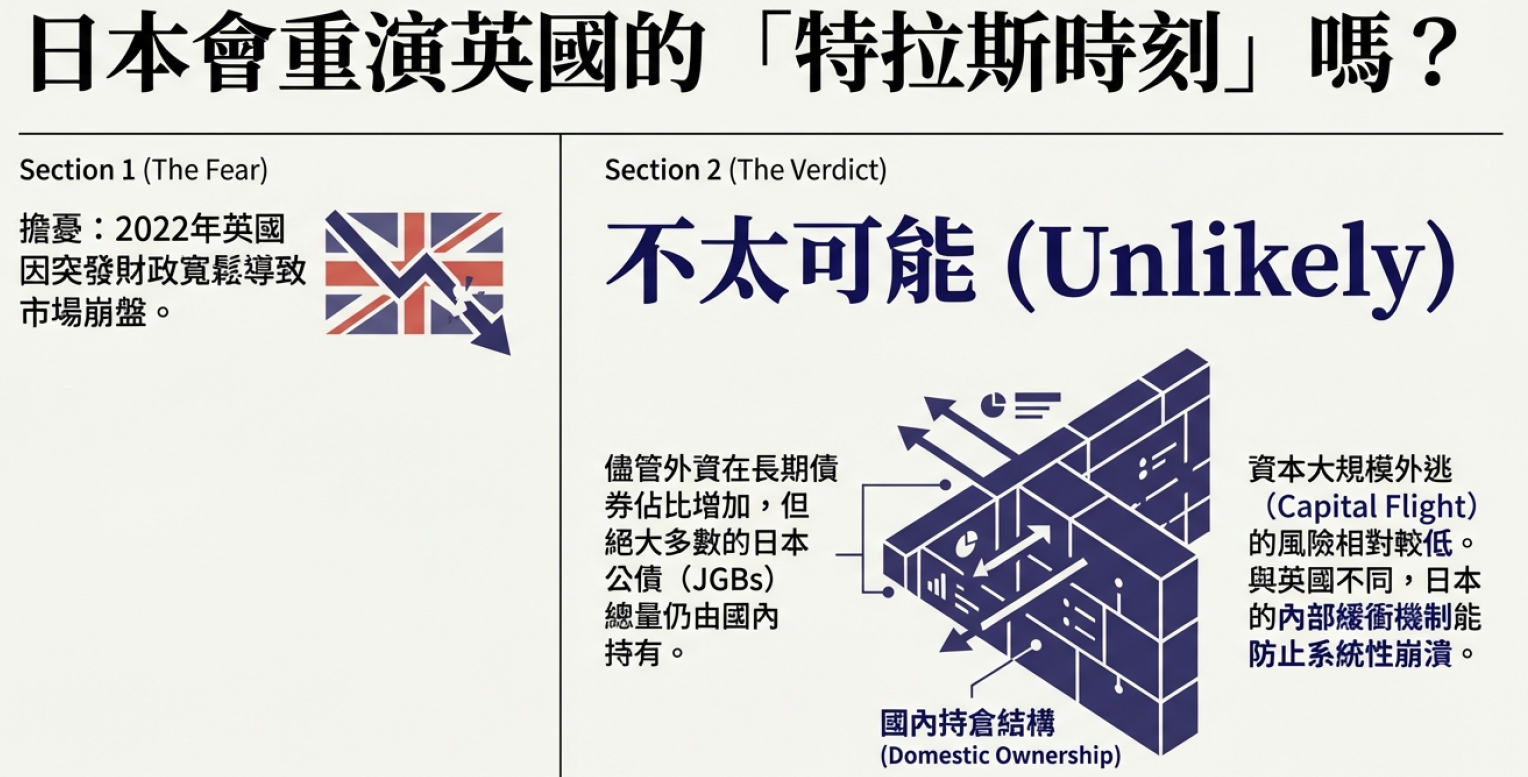 日本會重演英國的「特拉斯時刻」嗎？
Section 1 (The Fear)
擔憂：2022年英國
因突發財政寬鬆導致
市場崩盤。
Section 2 (The Verdict)
不太可能 (Unlikely)
儘管外資在長期債
券佔比增加，但
絕大多數的日本
公債（JGBs）
總量仍由國內
持有。
國內持倉結構
(Domestic Ownership)
資本大規模外逃
（Capital Flight）
的風險相對較低。
與英國不同，日本
的內部緩衝機制能
防止系統性崩潰。